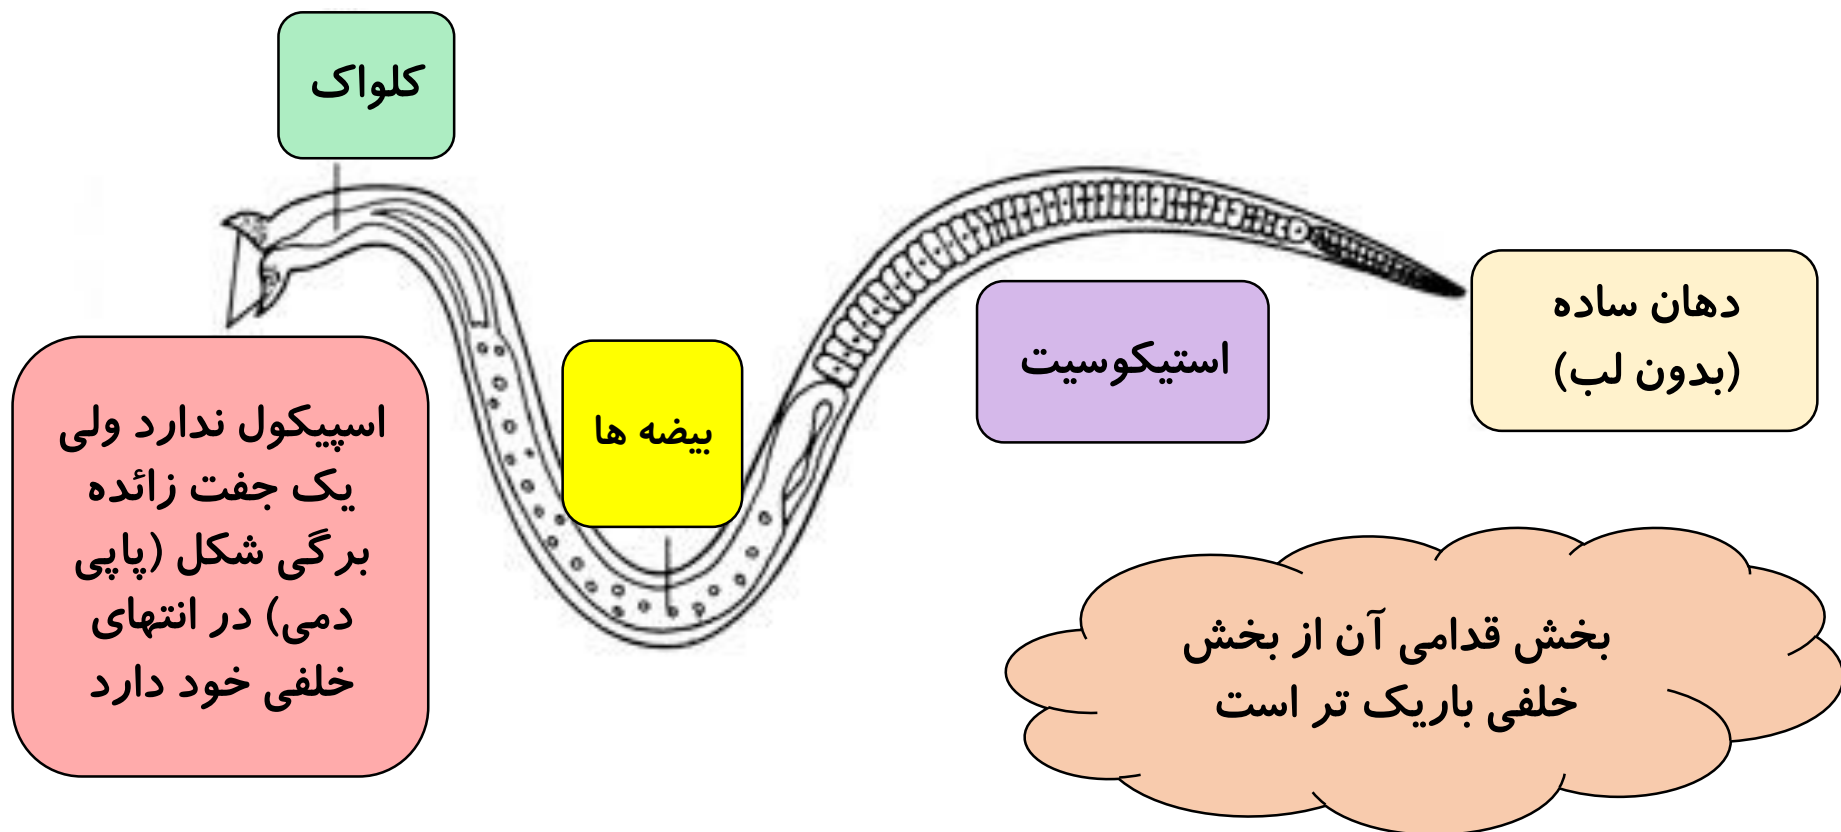 کلواک
دهان ساده
(بدون لب)
استیکوسیت
بیضه ها
اسپیکول ندارد ولی
یک جفت زائده
برگی شکل (پاپی
دمی) در انتهای
خلفی خود دارد
بخش قدامی آن از بخش
خلفی باریک تر است